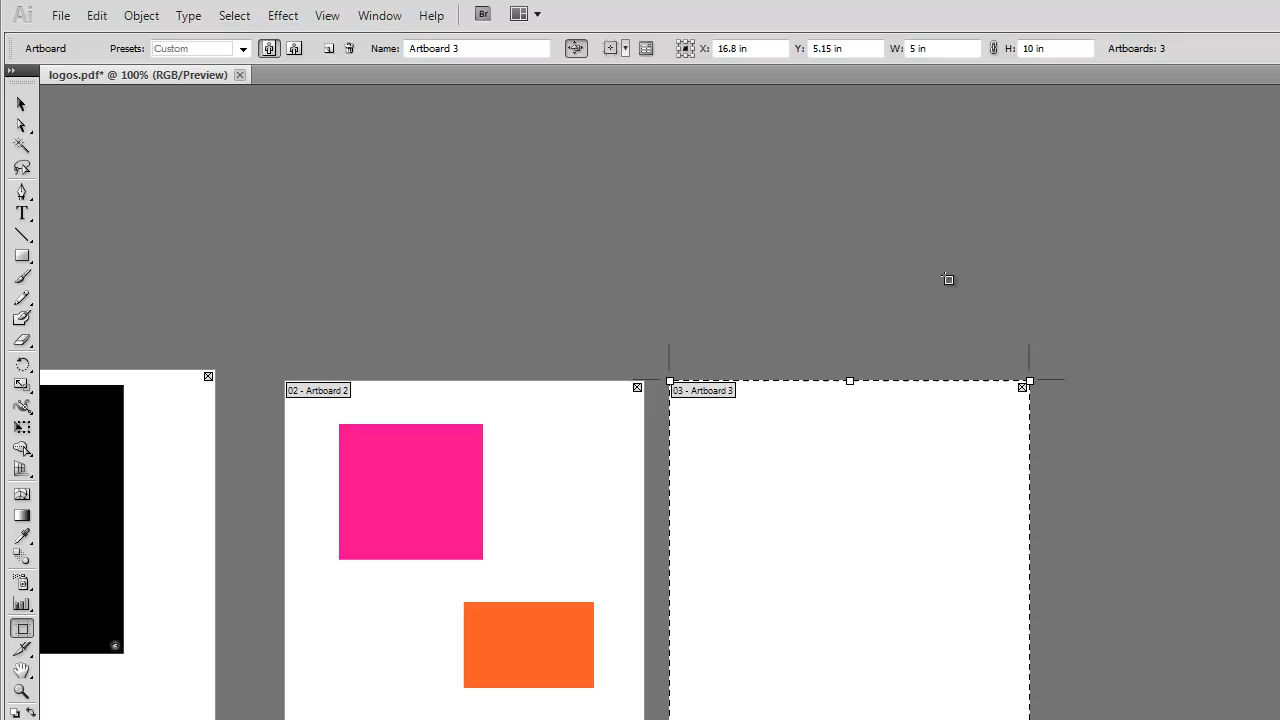 Ai File Edit Object Type Select Effect View Window Help Br
Artboard Presets: Custom Name: Artboard 3 X: 16.8 in Y: 5.15 in W: 5 in H: 10 in Artboards: 3
logos.pdf* @ 100% (RGB/Preview)
T
02 - Artboard 2
03 - Artboard 3